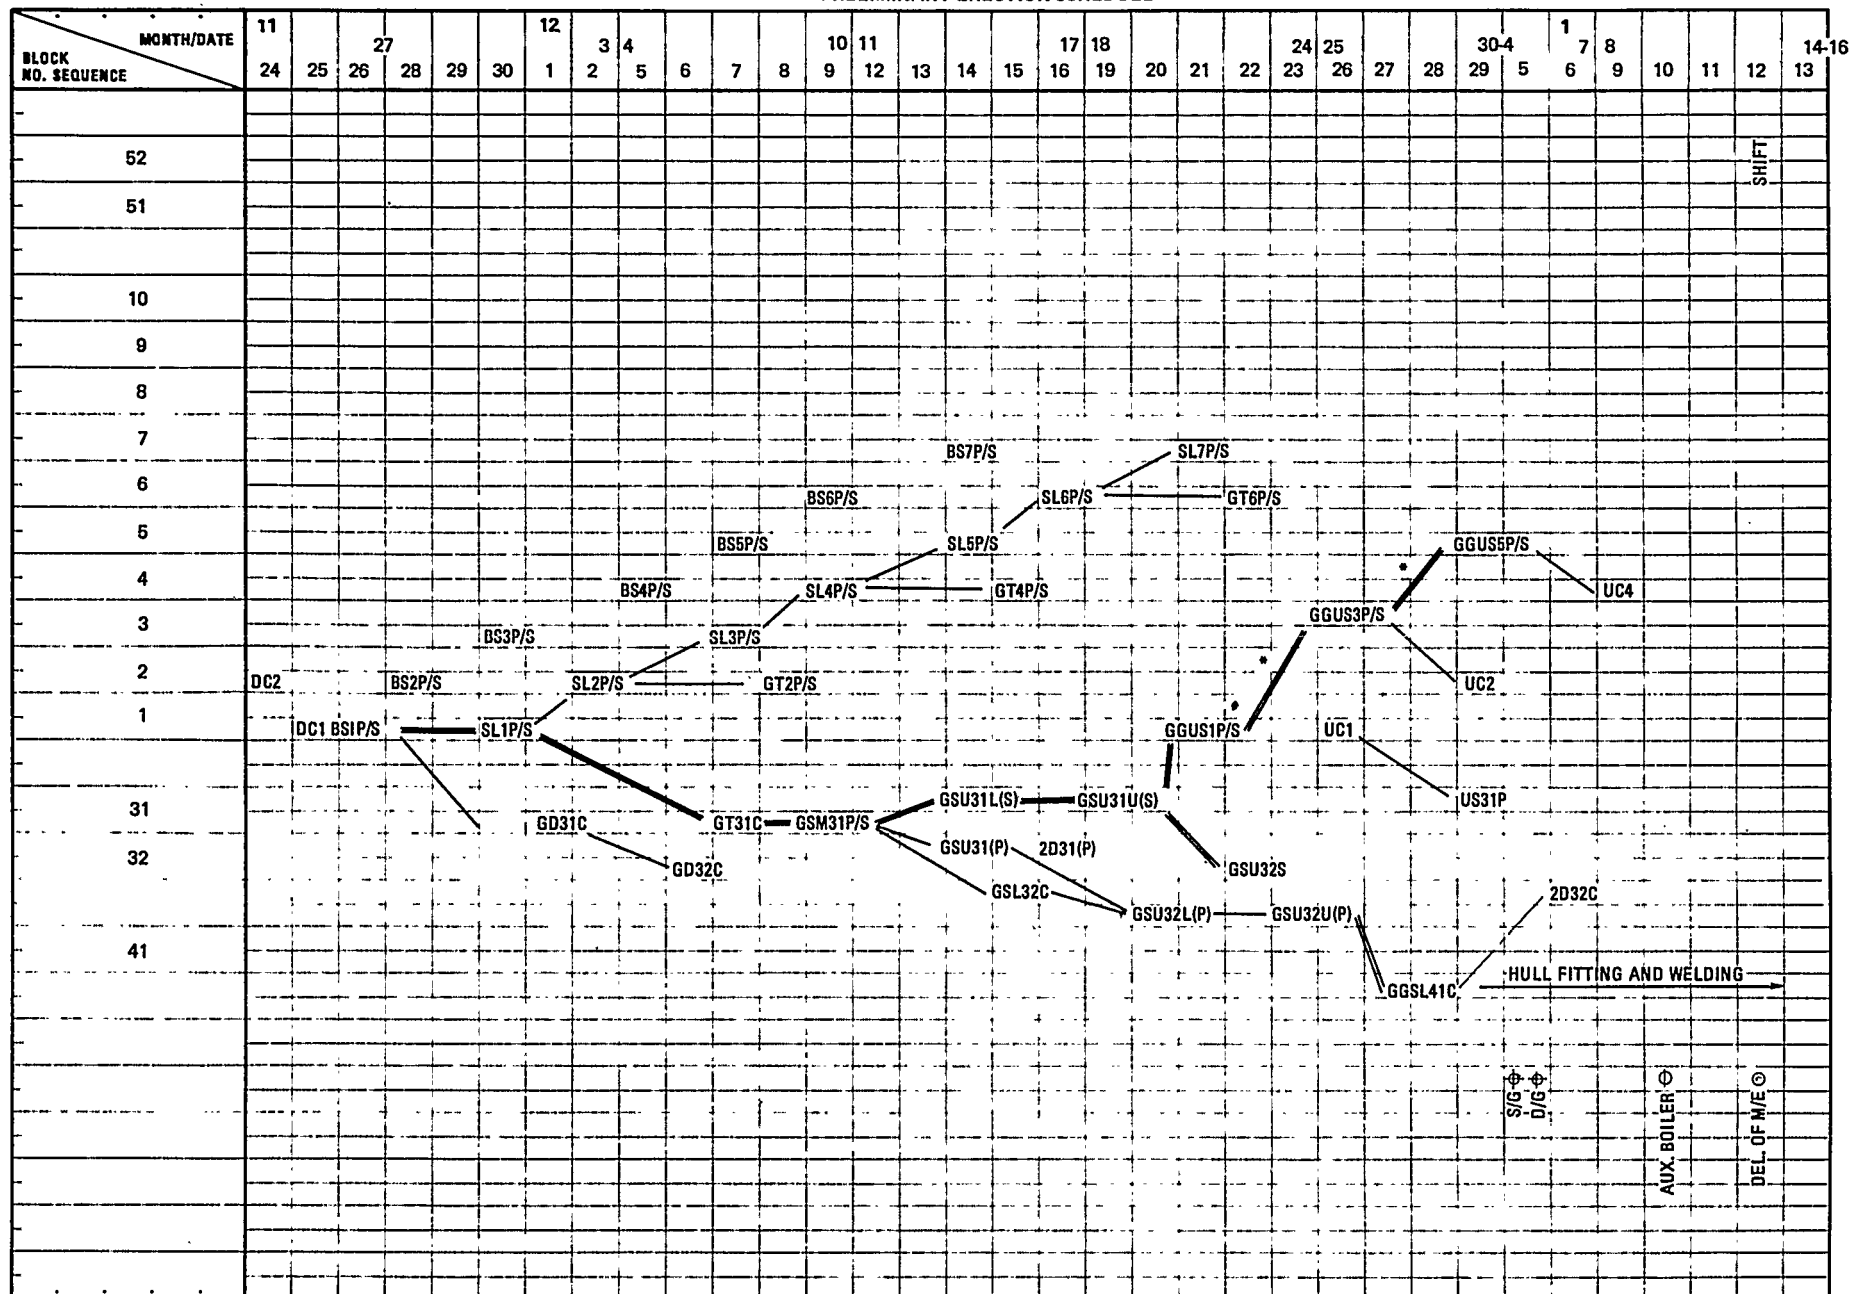 MONTH/DATE
BLOCK
NO. SEQUENCE
11 12 1
27 3 4 10 11 17 18 24 25 30-4 7 8 14-16
24 25 26 28 29 30 1 2 5 6 7 8 9 12 13 14 15 16 19 20 21 22 23 26 27 28 29 5 6 9 10 11 12 13
52
SHIFT
51
10
9
8
7
BS7P/S SL7P/S
6
BS6P/S SL6P/S GT6P/S
5
BS5P/S SL5P/S GGUS5P/S
*
4
BS4P/S SL4P/S GT4P/S UC4
3
BS3P/S SL3P/S GGUS3P/S
*
2
DC2 BS2P/S SL2P/S GT2P/S UC2
*
1
DC1 BS1P/S SL1P/S GGUS1P/S UC1
GSU31L(S) GSU31U(S) US31P
31
GD31C GT31C GSM31P/S
GSU31(P) 2D31(P)
32
GD32C GSU32S
GSL32C 2D32C
GSU32L(P) GSU32U(P)
41
HULL FITTING AND WELDING
GGSL41C
S/G
D/G
AUX. BOILER
DEL. OF M/E